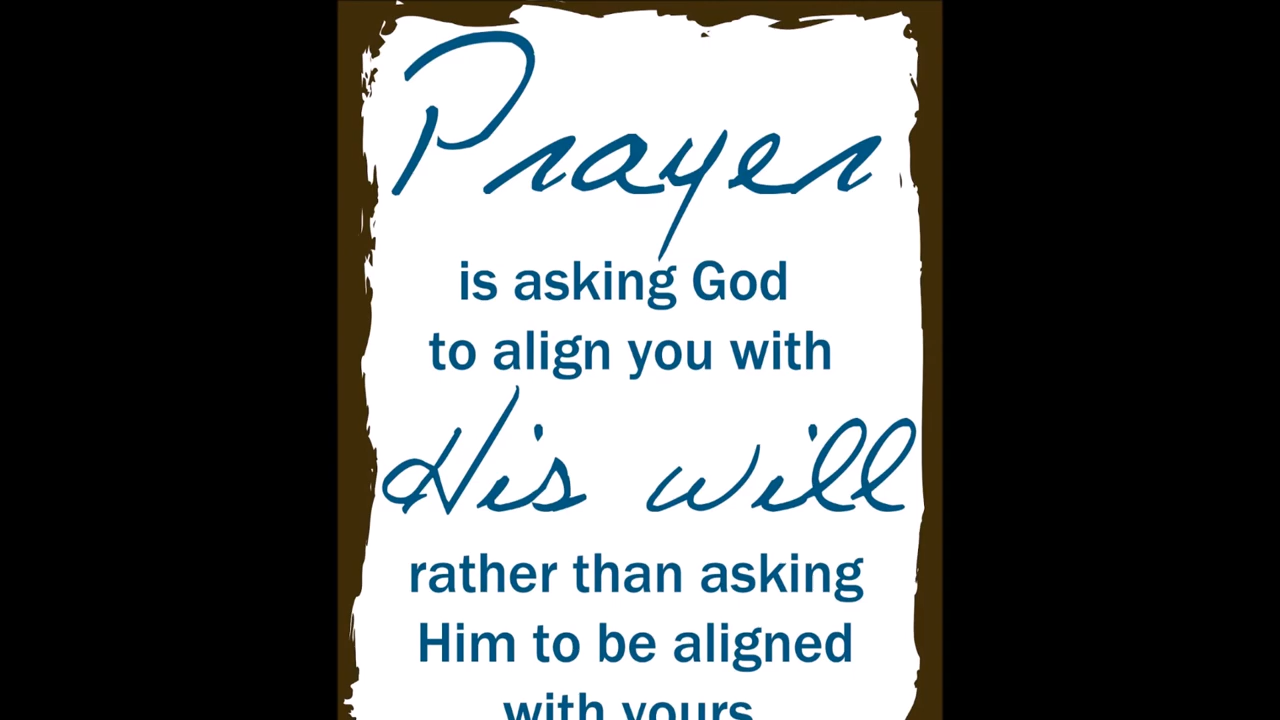 Prayer
is asking God
to align you with
His will
rather than asking
Him to be aligned
with yours